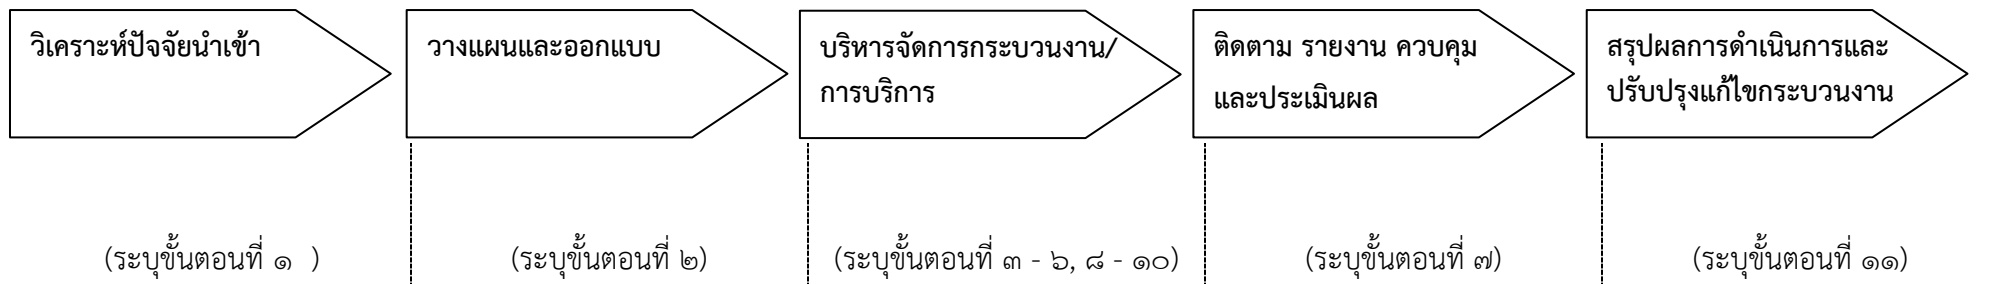 วิเคราะห์ปัจจัยนำเข้า
วางแผนและออกแบบ
บริหารจัดการกระบวนงาน/
การบริการ
ติดตาม รายงาน ควบคุม
และประเมินผล
สรุปผลการดำเนินการและ
ปรับปรุงแก้ไขกระบวนงาน
(ระบุขั้นตอนที่ ๑ )
(ระบุขั้นตอนที่ ๒)
(ระบุขั้นตอนที่ ๓ - ๖, ๘ - ๑๐)
(ระบุขั้นตอนที่ ๗)
(ระบุขั้นตอนที่ ๑๑)